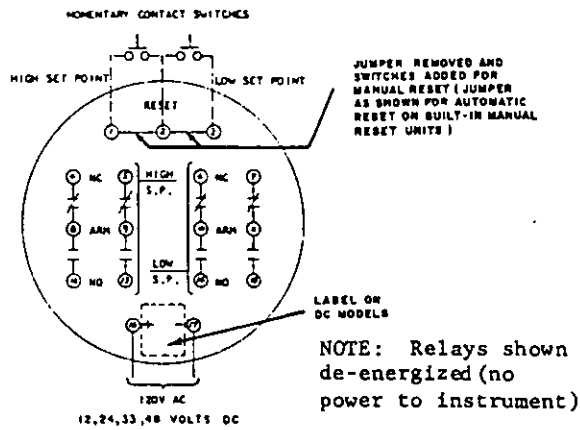 MOMENTARY CONTACT SWITCHES
HIGH SET POINT
LOW SET POINT
RESET
JUMPER REMOVED AND
SWITCHES ADDED FOR
MANUAL RESET (JUMPER
AS SHOWN FOR AUTOMATIC
RESET ON BUILT-IN MANUAL
RESET UNITS)
1 2 3
NC HIGH NC
S.P.
ARM ARM
LOW
NO S.P. NO
LABEL ON
DC MODELS
120V AC
12,24,33,48 VOLTS DC
NOTE: Relays shown
de-energized(no
power to instrument)